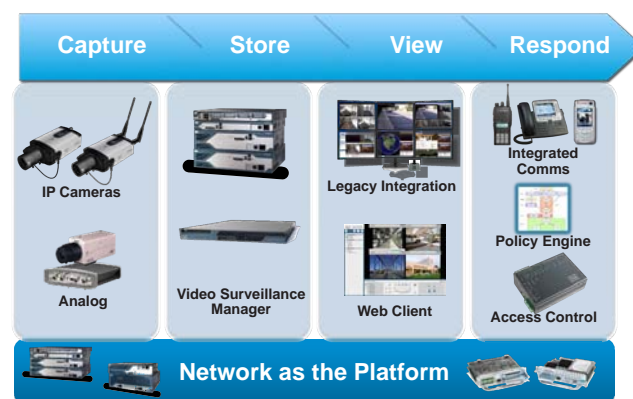 Capture
Store
View
Respond
IP Cameras
Analog
Video Surveillance
Manager
Legacy Integration
Web Client
Integrated
Comms
Policy Engine
Access Control
Network as the Platform